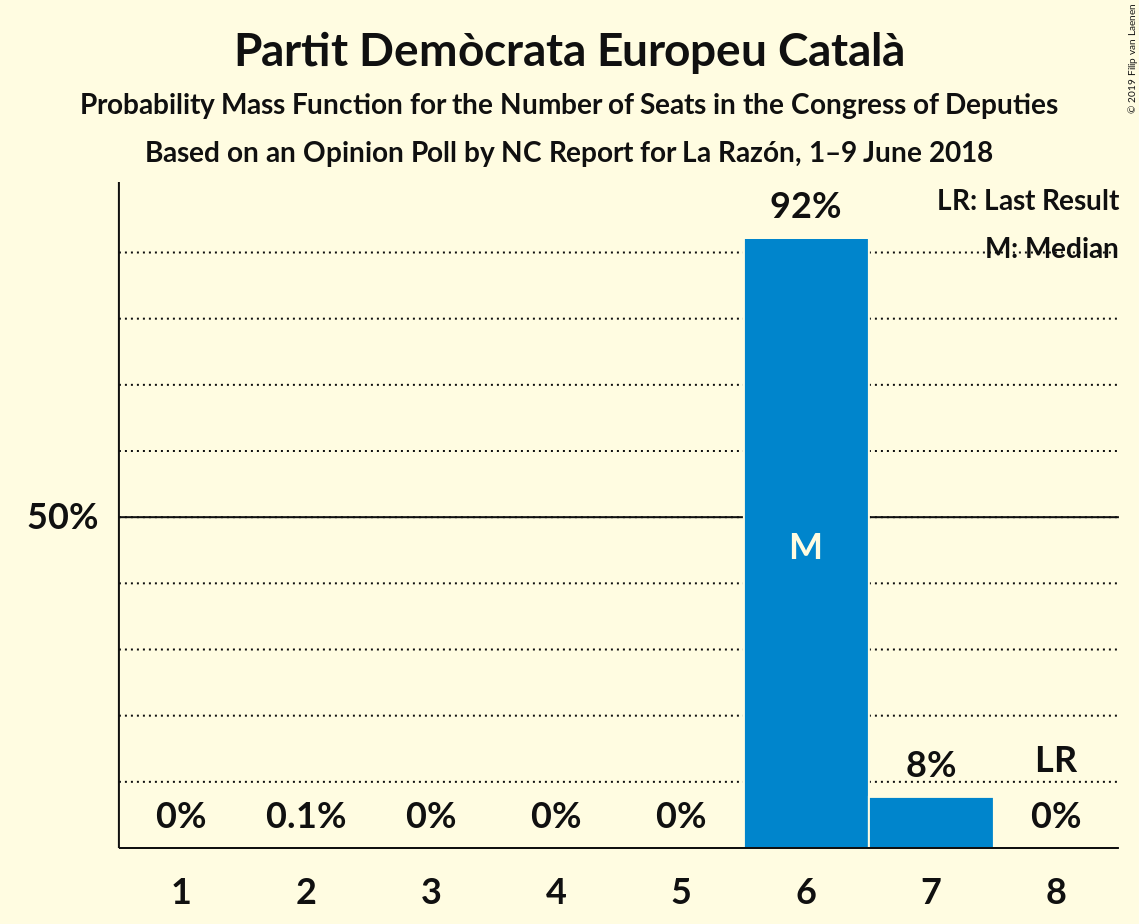 Partit Demòcrata Europeu Català
Probability Mass Function for the Number of Seats in the Congress of Deputies
Based on an Opinion Poll by NC Report for La Razón, 1–9 June 2018
© 2019 Filip van Laenen
LR: Last Result
M: Median
92%
50%
M
8%
LR
0% 0.1% 0% 0% 0% 0%
1 2 3 4 5 6 7 8